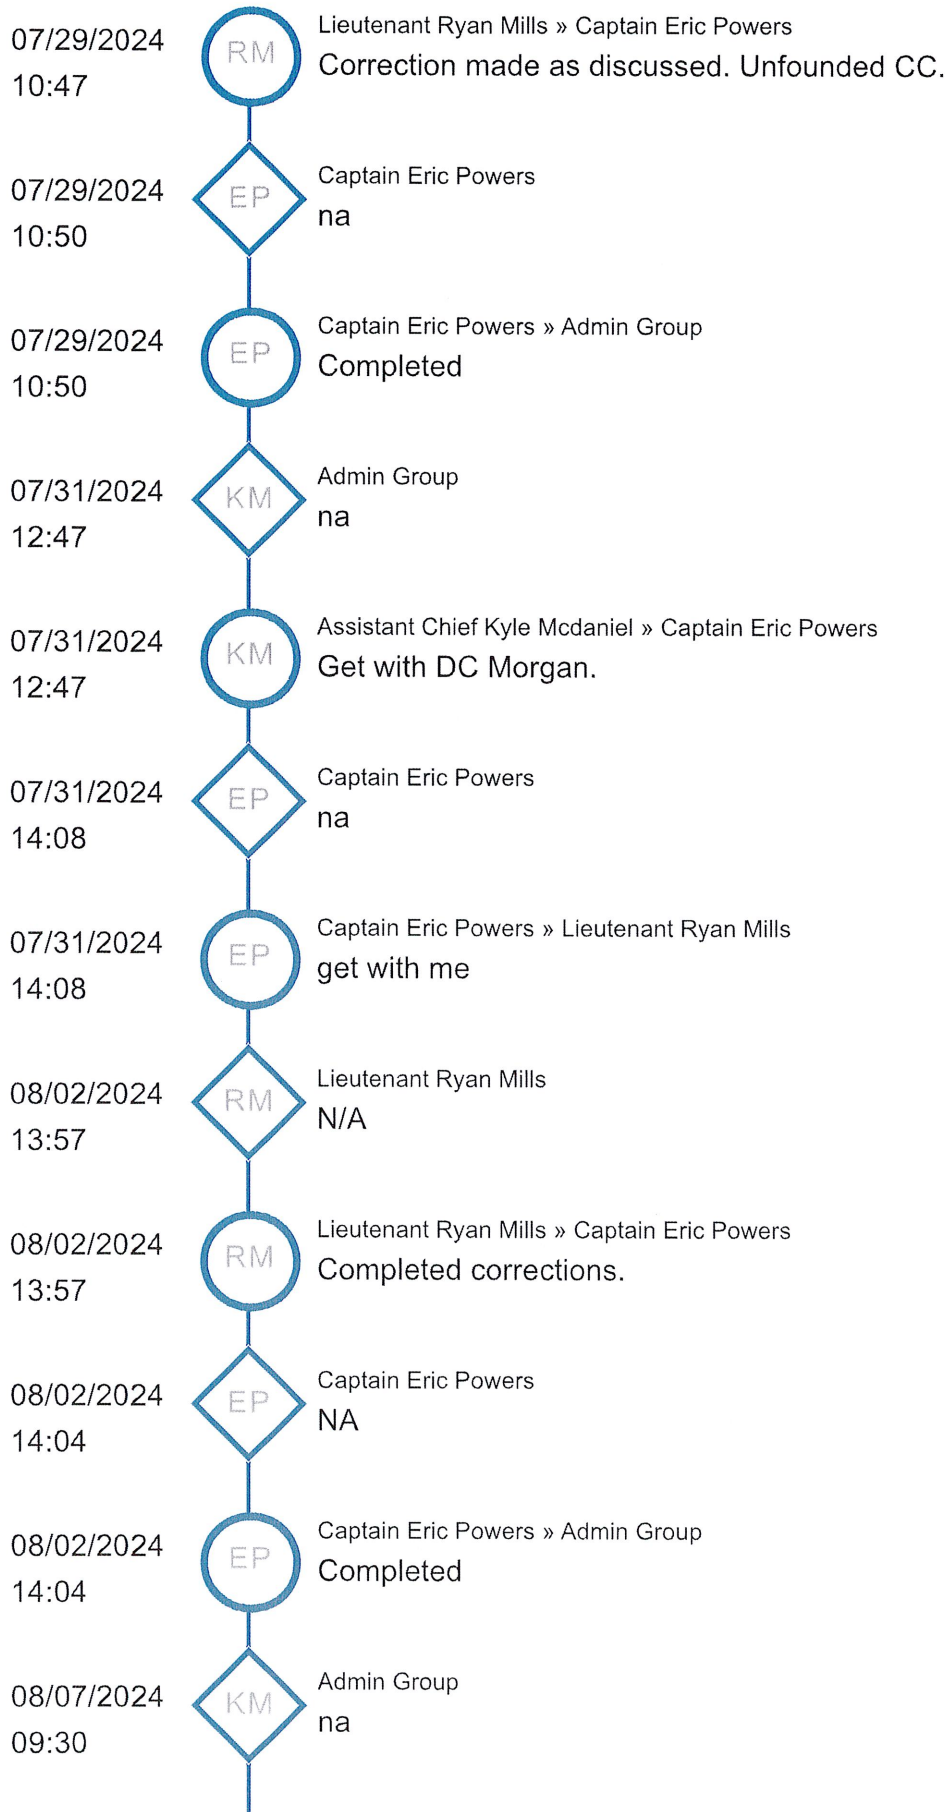 Lieutenant Ryan Mills » Captain Eric Powers
07/29/2024
RM
Correction made as discussed. Unfounded CC.
10:47
Captain Eric Powers
07/29/2024
EP
na
10:50
Captain Eric Powers » Admin Group
07/29/2024
EP
Completed
10:50
Admin Group
07/31/2024
KM
na
12:47
Assistant Chief Kyle Mcdaniel » Captain Eric Powers
07/31/2024
KM
Get with DC Morgan.
12:47
Captain Eric Powers
07/31/2024
EP
na
14:08
Captain Eric Powers » Lieutenant Ryan Mills
07/31/2024
EP
get with me
14:08
Lieutenant Ryan Mills
08/02/2024
RM
N/A
13:57
Lieutenant Ryan Mills » Captain Eric Powers
08/02/2024
RM
Completed corrections.
13:57
Captain Eric Powers
08/02/2024
EP
NA
14:04
Captain Eric Powers » Admin Group
08/02/2024
EP
Completed
14:04
Admin Group
08/07/2024
KM
na
09:30